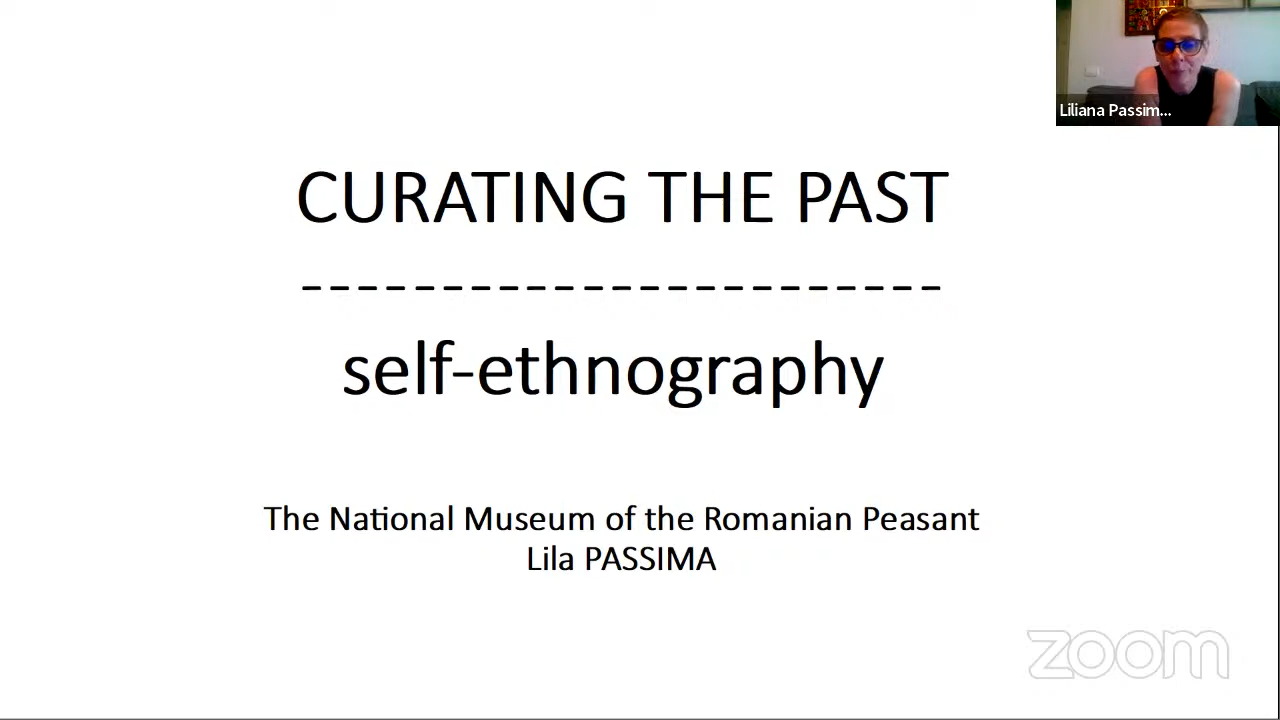 Liliana Passim...
CURATING THE PAST
-----------------------
self-ethnography
The National Museum of the Romanian Peasant
Lila PASSIMA
zoom